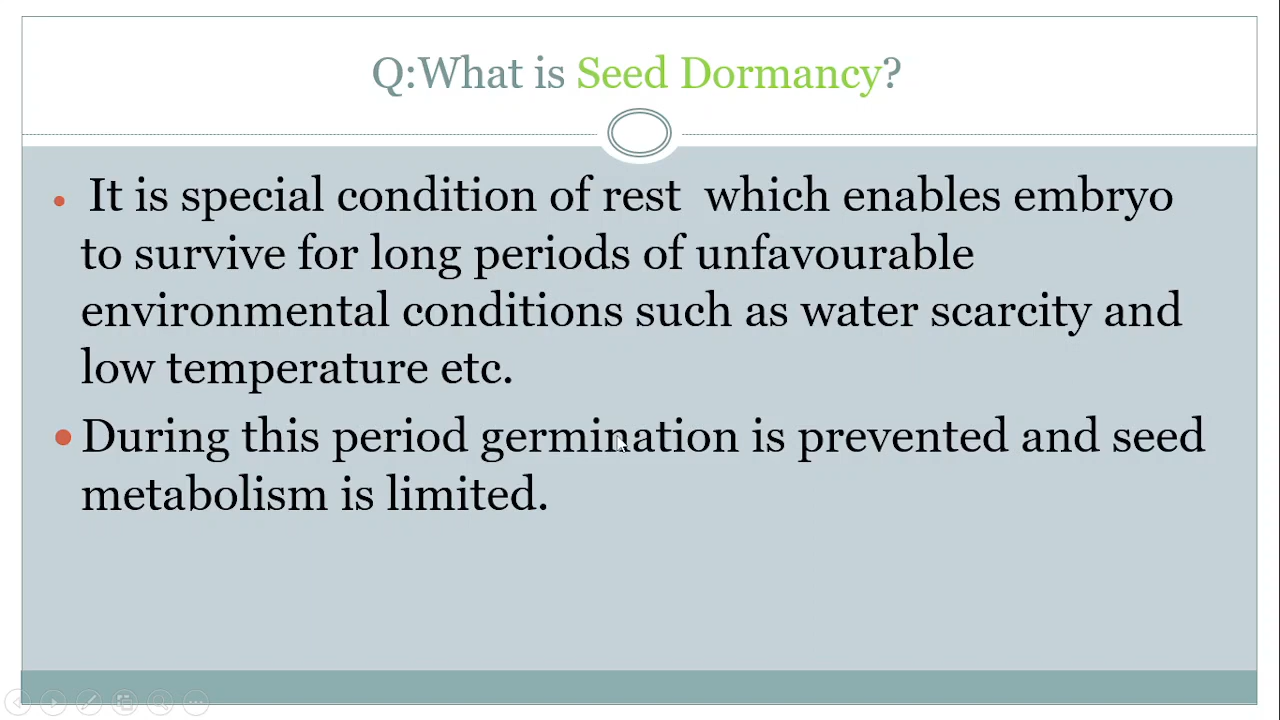 Q:What is Seed Dormancy?
• It is special condition of rest  which enables embryo
to survive for long periods of unfavourable
environmental conditions such as water scarcity and
low temperature etc.
• During this period germination is prevented and seed
metabolism is limited.